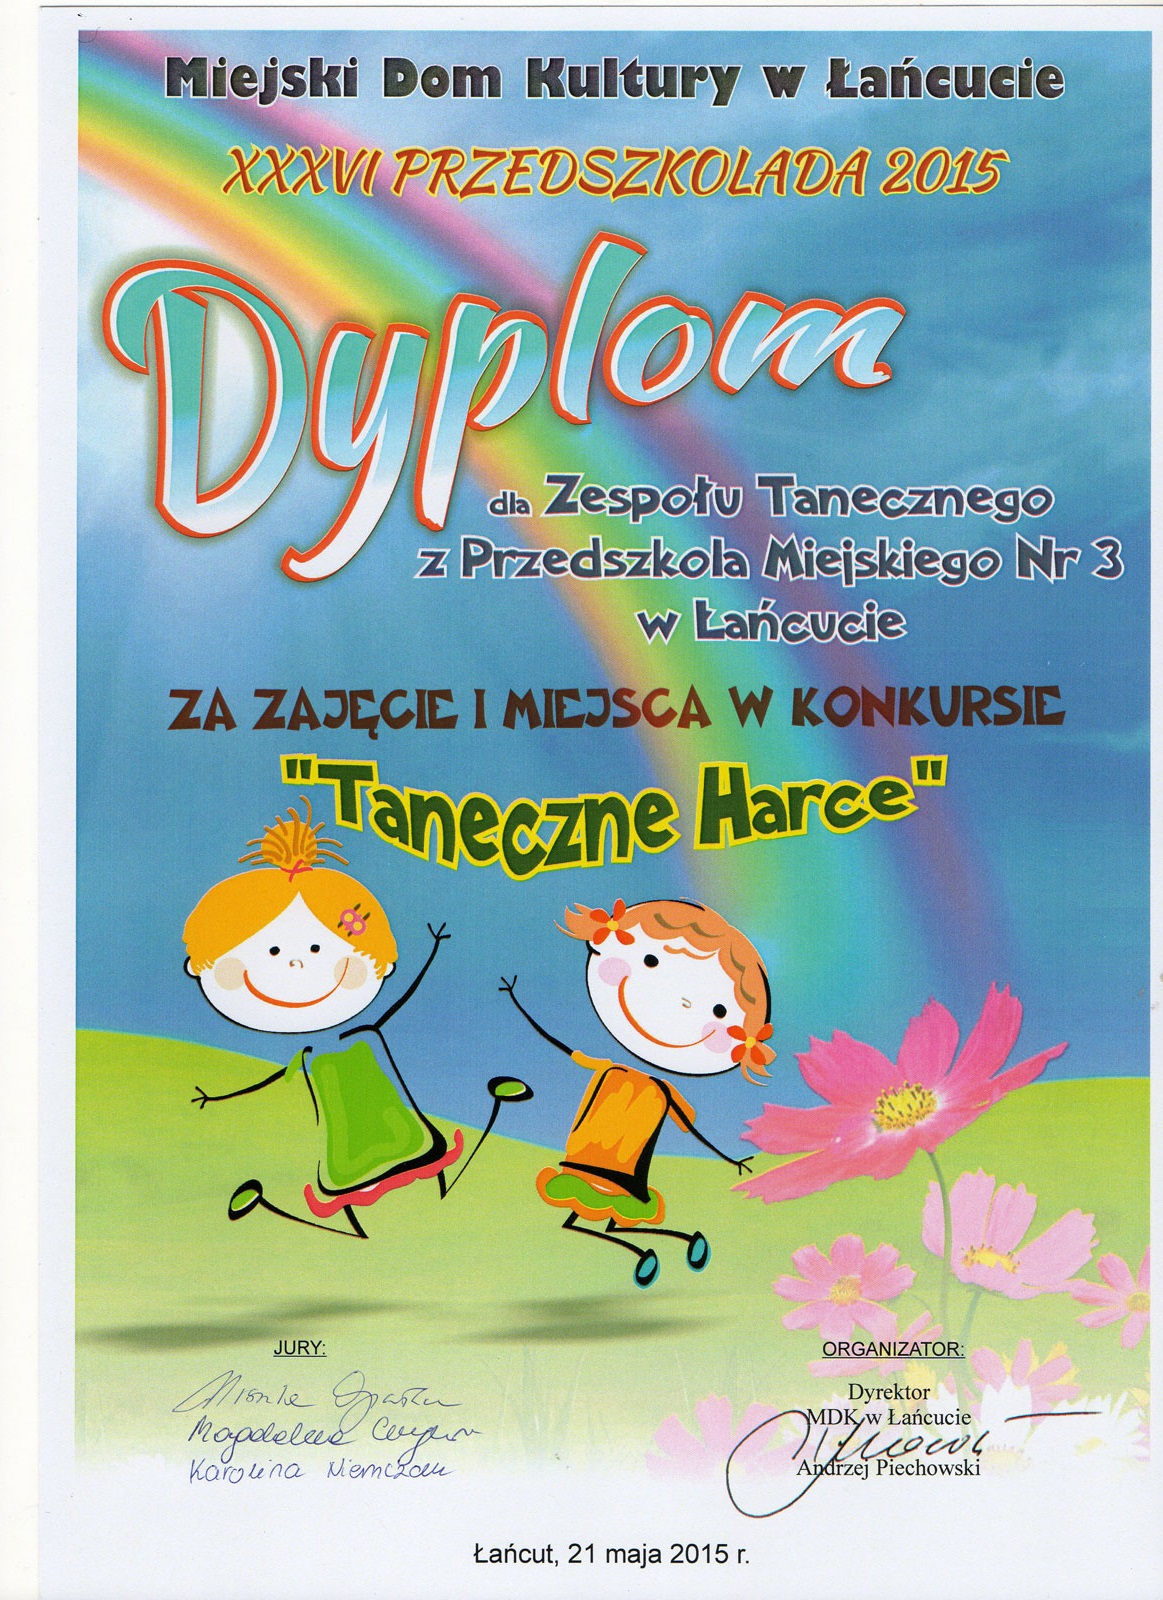 Miejski Dom Kultury w Łańcucie
XXXVI PRZEDSZKOLADA 2015
Dyplom
dla Zespołu Tanecznego
z Przedszkola Miejskiego Nr 3
w Łańcucie
ZA ZAJĘCIE I MIEJSCA W KONKURSIE
"Taneczne Harce"
JURY:
Magdalena
Karolina
ORGANIZATOR:
Dyrektor
MDK w Łańcucie
Andrzej Piechowski
Łańcut, 21 maja 2015 r.